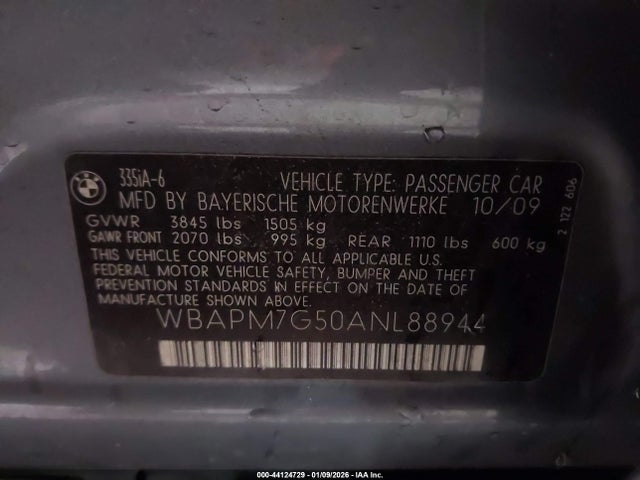 BMW
335iA-6
VEHICLE TYPE: PASSENGER CAR
MFD BY BAYERISCHE MOTORENWERKE 10/09
GVWR 3845 lbs 1505 kg
GAWR FRONT 2070 lbs 995 kg REAR 1110 lbs 600 kg
THIS VEHICLE CONFORMS TO ALL APPLICABLE U.S.
FEDERAL MOTOR VEHICLE SAFETY, BUMPER AND THEFT
PREVENTION STANDARDS IN EFFECT ON THE DATE OF
MANUFACTURE SHOWN ABOVE.
WBAPM7G50ANL88944
2 122 606
© 44124729 - 01/09/2026 - IAA Inc.